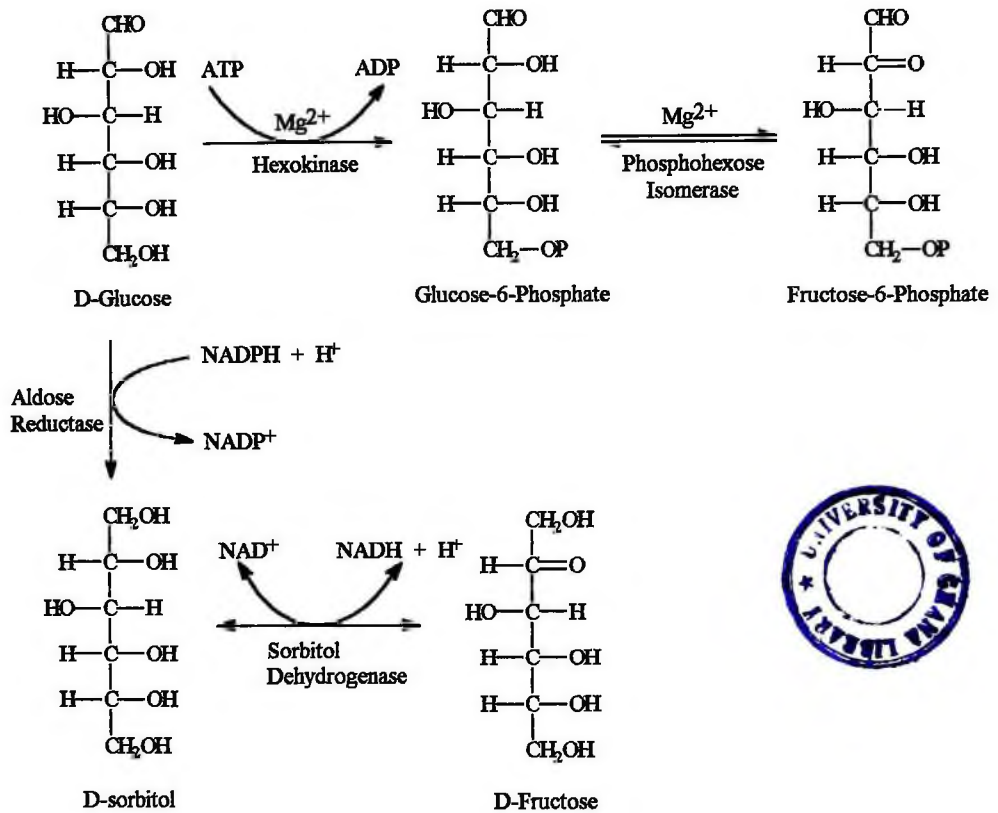 CHO
H—C—OH
HO—C—H
H—C—OH
H—C—OH
CH₂OH
D-Glucose
ATP
ADP
Mg²⁺
Hexokinase
CHO
H—C—OH
HO—C—H
H—C—OH
H—C—OH
CH₂—OP
Glucose-6-Phosphate
Mg²⁺
Phosphohexose
Isomerase
CHO
H—C=O
HO—C—H
H—C—OH
H—C—OH
CH₂—OP
Fructose-6-Phosphate
Aldose
Reductase
NADPH + H⁺
NADP⁺
CH₂OH
H—C—OH
HO—C—H
H—C—OH
H—C—OH
CH₂OH
D-sorbitol
NAD⁺
NADH + H⁺
Sorbitol
Dehydrogenase
CH₂OH
H—C=O
HO—C—H
H—C—OH
H—C—OH
CH₂OH
D-Fructose
UNIVERSITY OF GHANA LIBRARY ★